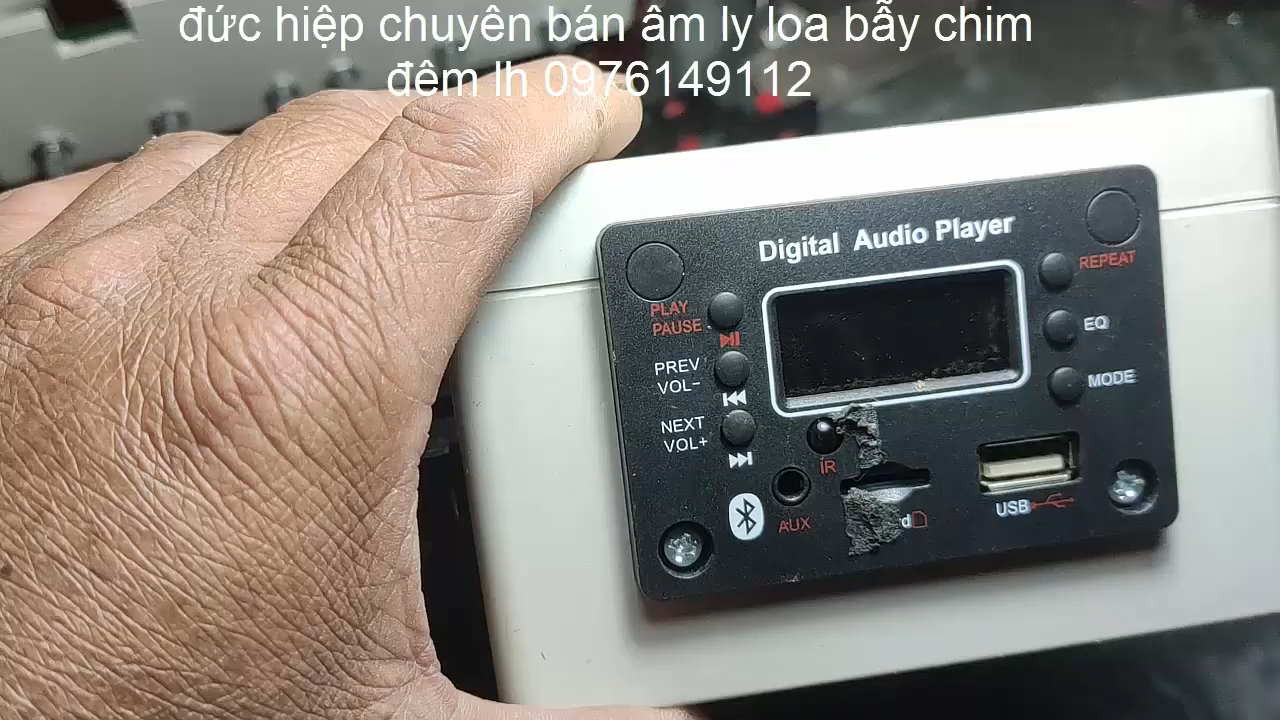 đức hiệp chuyên bán âm ly loa bẫy chim
đêm lh 0976149112
Digital Audio Player
PLAY
PAUSE
PREV
VOL−
NEXT
VOL+
REPEAT
EQ
MODE
IR
AUX
d
USB